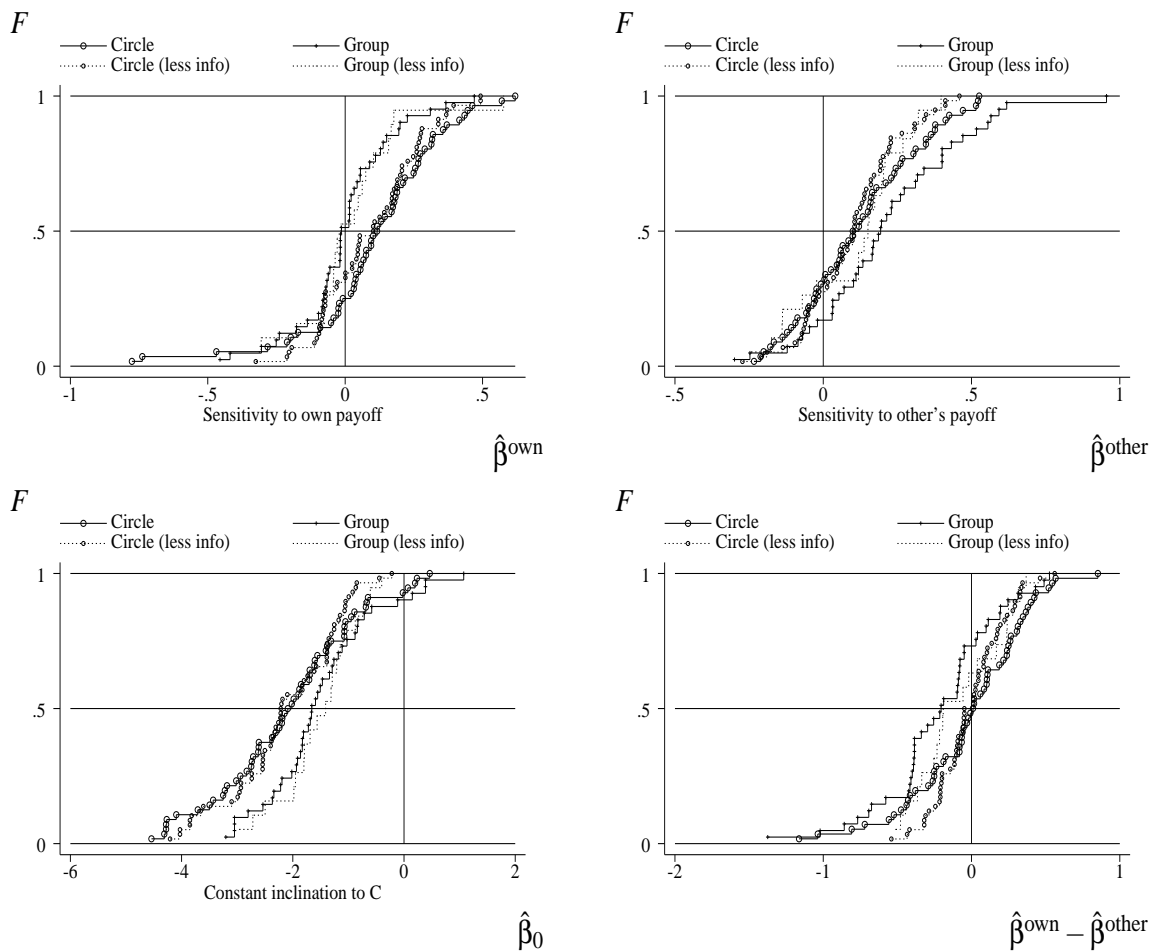 F
Circle Group
Circle (less info) Group (less info)
1
.5
0
-1 -.5 0 .5
Sensitivity to own payoff
β̂own
F
Circle Group
Circle (less info) Group (less info)
1
.5
0
-.5 0 .5 1
Sensitivity to other's payoff
β̂other
F
Circle Group
Circle (less info) Group (less info)
1
.5
0
-6 -4 -2 0 2
Constant inclination to C
β̂0
F
Circle Group
Circle (less info) Group (less info)
1
.5
0
-2 -1 0 1
β̂own – β̂other